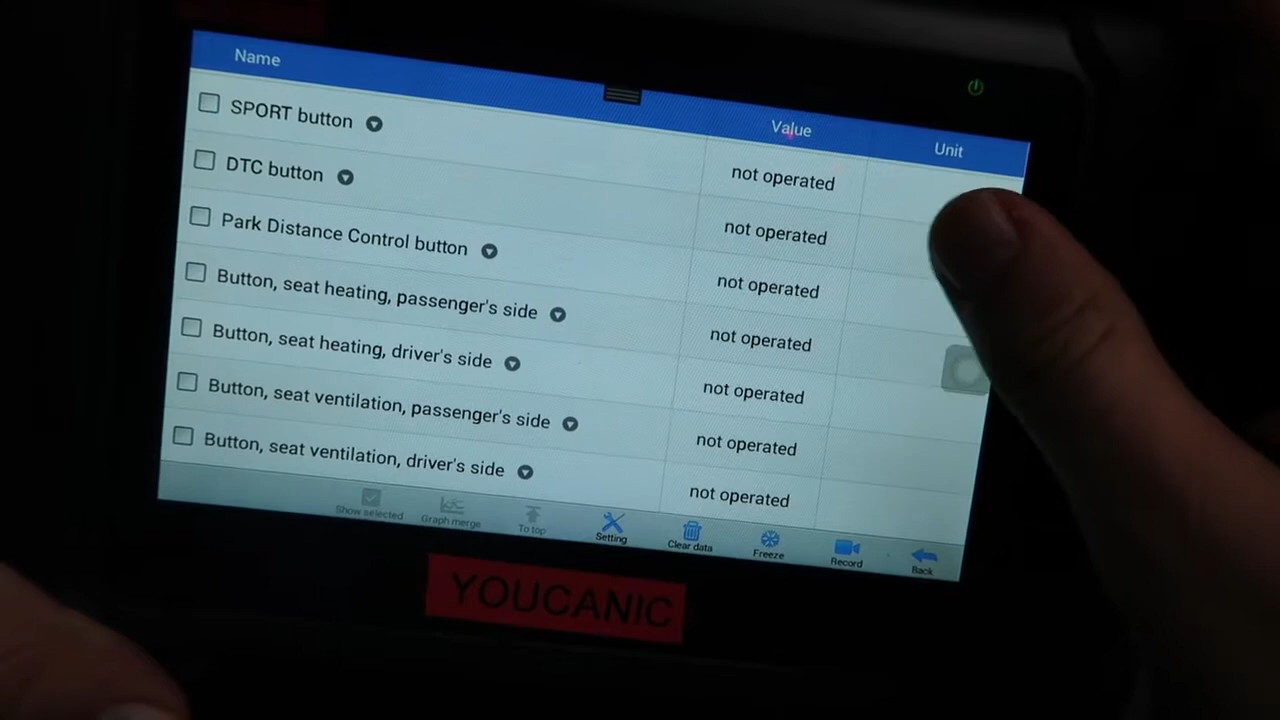 Name Value Unit
SPORT button not operated
DTC button not operated
Park Distance Control button not operated
Button, seat heating, passenger's side not operated
Button, seat heating, driver's side not operated
Button, seat ventilation, passenger's side not operated
Button, seat ventilation, driver's side not operated
Show selected Graph merge To top Setting Clear data Freeze Record Back
YOUCANIC